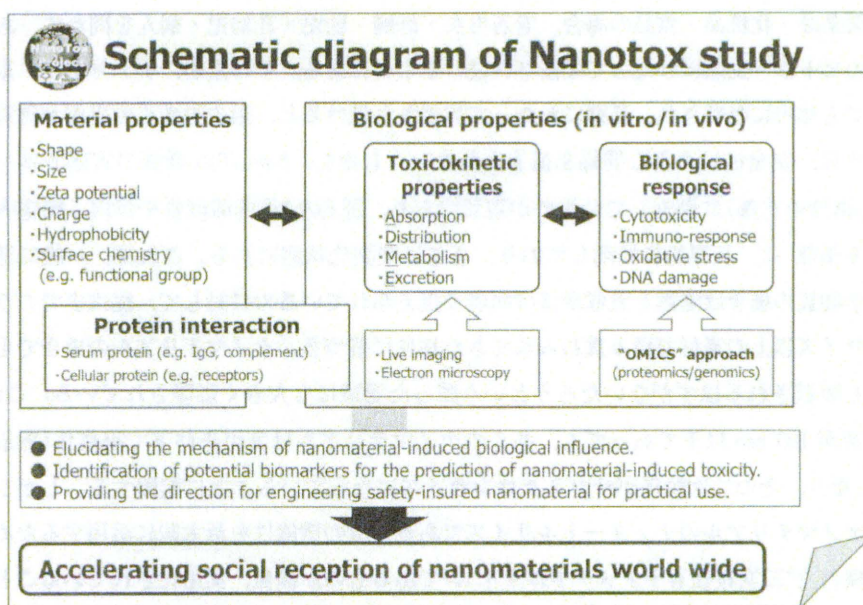 NanoTox
Project
Schematic diagram of Nanotox study
Material properties
•Shape
•Size
•Zeta potential
•Charge
•Hydrophobicity
•Surface chemistry
(e.g. functional group)
Protein interaction
•Serum protein (e.g. IgG, complement)
•Cellular protein (e.g. receptors)
Biological properties (in vitro/in vivo)
Toxicokinetic
properties
•Absorption
•Distribution
•Metabolism
•Excretion
•Live imaging
•Electron microscopy
Biological
response
•Cytotoxicity
•Immuno-response
•Oxidative stress
•DNA damage
"OMICS" approach
(proteomics/genomics)
● Elucidating the mechanism of nanomaterial-induced biological influence.
● Identification of potential biomarkers for the prediction of nanomaterial-induced toxicity.
● Providing the direction for engineering safety-insured nanomaterial for practical use.
Accelerating social reception of nanomaterials world wide